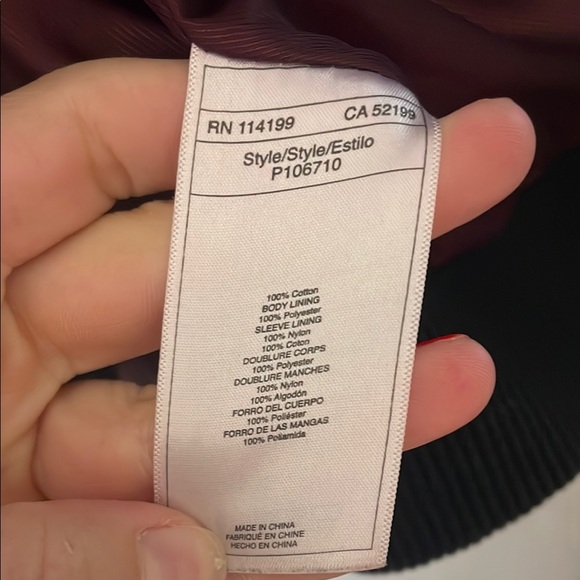 RN 114199 CA 52199
Style/Style/Estilo
P106710
100% Cotton
BODY LINING
100% Polyester
SLEEVE LINING
100% Nylon
100% Coton
DOUBLURE CORPS
100% Polyester
DOUBLURE MANCHES
100% Nylon
100% Algodón
FORRO DEL CUERPO
100% Poliéster
FORRO DE LAS MANGAS
100% Poliamida
MADE IN CHINA
FABRIQUÉ EN CHINE
HECHO EN CHINA